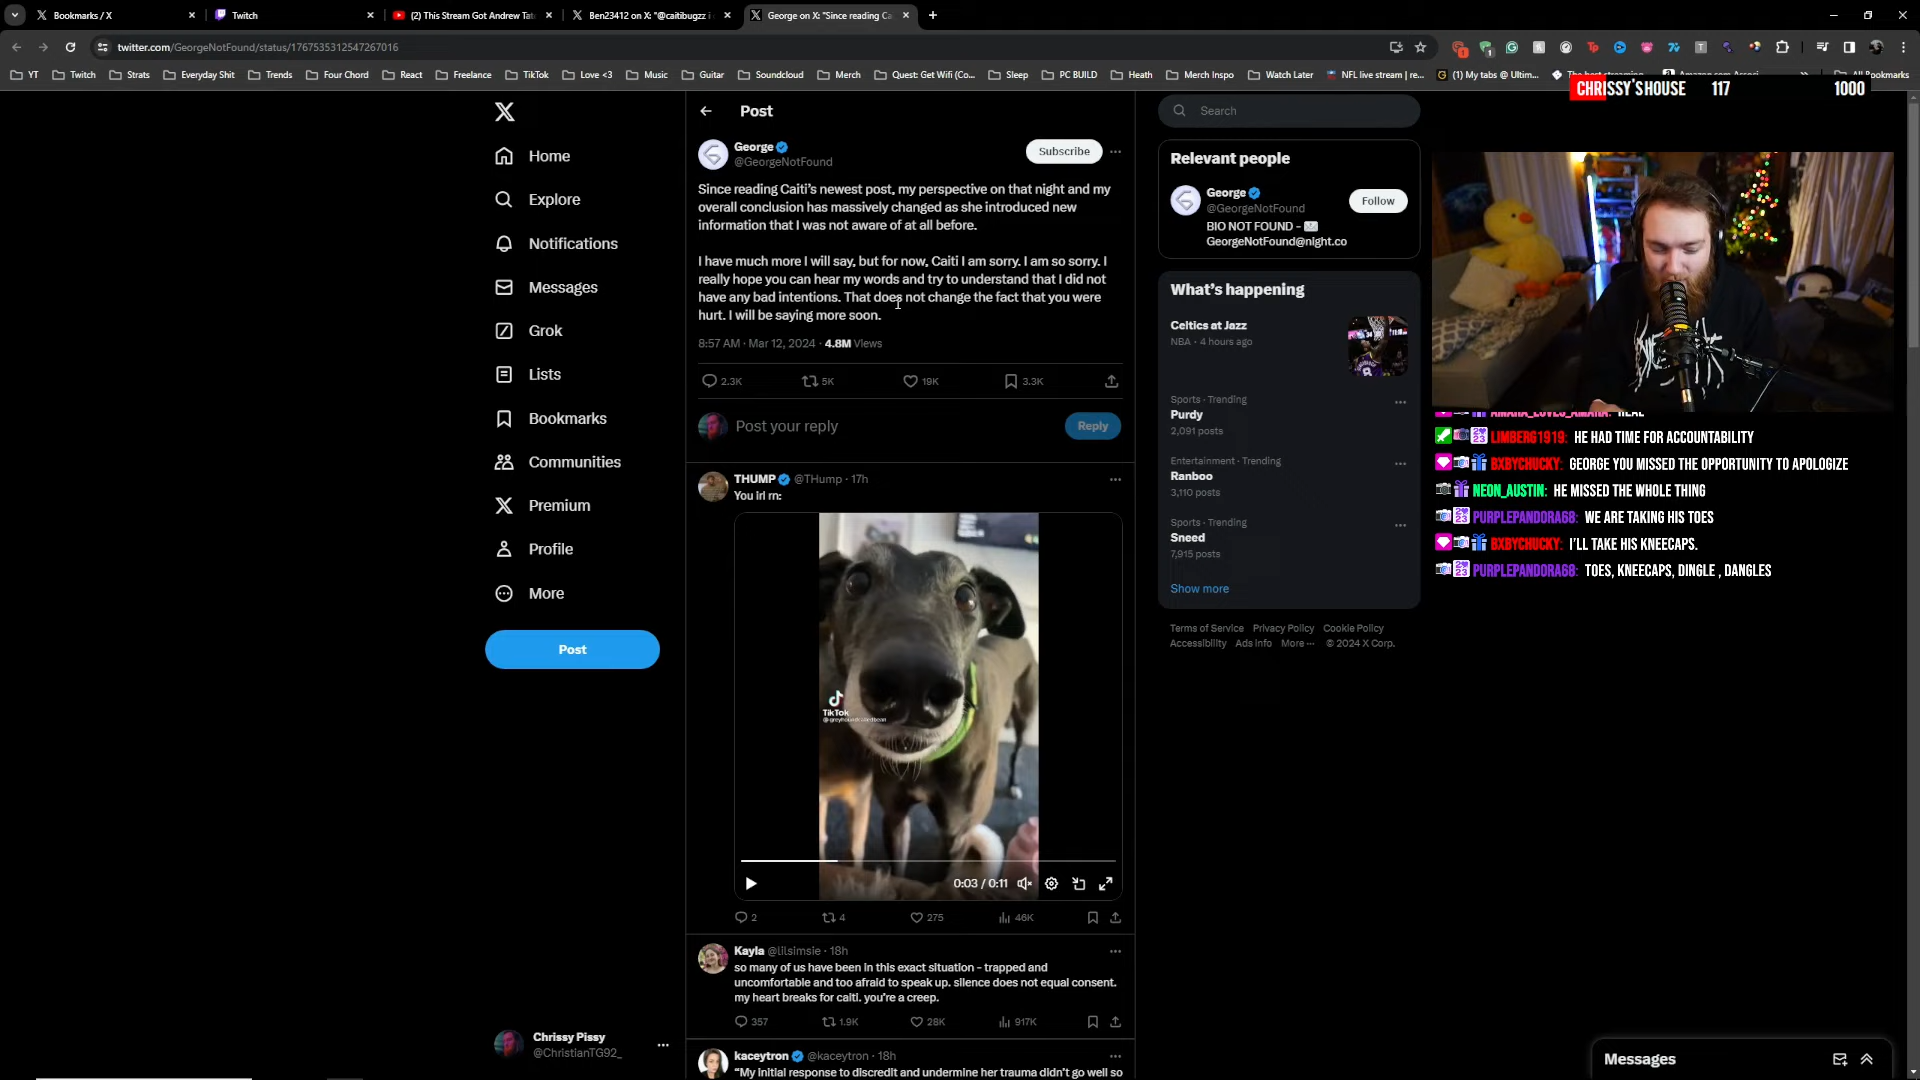 Bookmarks / X
Twitch
(2) This Stream Got Andrew Tat
Ben23412 on X: "@caitibugzz i
George on X: "Since reading Ca
twitter.com/GeorgeNotFound/status/1767535312547267016
YT
Twitch
Strats
Everyday Shit
Trends
Four Chord
React
Freelance
TikTok
Love <3
Music
Guitar
Soundcloud
Merch
Quest: Get Wifi (Co...
Sleep
PC BUILD
Heath
Merch Inspo
Watch Later
NFL live stream | re...
(1) My tabs @ Ultim...
All Bookmarks
CHRISSY'S HOUSE 117 1000
Home
Explore
Notifications
Messages
Grok
Lists
Bookmarks
Communities
Premium
Profile
More
Post
Chrissy Pissy
@ChristianTG92_
Post
George
@GeorgeNotFound
Subscribe
Since reading Caiti's newest post, my perspective on that night and my
overall conclusion has massively changed as she introduced new
information that I was not aware of at all before.
I have much more I will say, but for now, Caiti I am sorry. I am so sorry. I
really hope you can hear my words and try to understand that I did not
have any bad intentions. That does not change the fact that you were
hurt. I will be saying more soon.
8:57 AM · Mar 12, 2024 · 4.8M Views
2.3K 5K 19K 3.3K
Post your reply
Reply
THUMP @THump · 17h
You irl rn:
TikTok
0:03 / 0:11
2 4 275 46K
Kayla @lilsimsie · 18h
so many of us have been in this exact situation - trapped and
uncomfortable and too afraid to speak up. silence does not equal consent.
my heart breaks for caiti. you're a creep.
357 1.9K 28K 917K
kaceytron @kaceytron · 18h
"My initial response to discredit and undermine her trauma didn't go well so
Search
Relevant people
George
@GeorgeNotFound
Follow
BIO NOT FOUND -
GeorgeNotFound@night.co
What's happening
Celtics at Jazz
NBA · 4 hours ago
Sports · Trending
Purdy
2,091 posts
Entertainment · Trending
Ranboo
3,110 posts
Sports · Trending
Sneed
7,915 posts
Show more
Terms of Service Privacy Policy Cookie Policy
Accessibility Ads info More ··· © 2024 X Corp.
LIMBERG1919: HE HAD TIME FOR ACCOUNTABILITY
BXBYCHUCKY: GEORGE YOU MISSED THE OPPORTUNITY TO APOLOGIZE
NEON_AUSTIN: HE MISSED THE WHOLE THING
PURPLEPANDORA68: WE ARE TAKING HIS TOES
BXBYCHUCKY: I'LL TAKE HIS KNEECAPS.
PURPLEPANDORA68: TOES, KNEECAPS, DINGLE , DANGLES
Messages